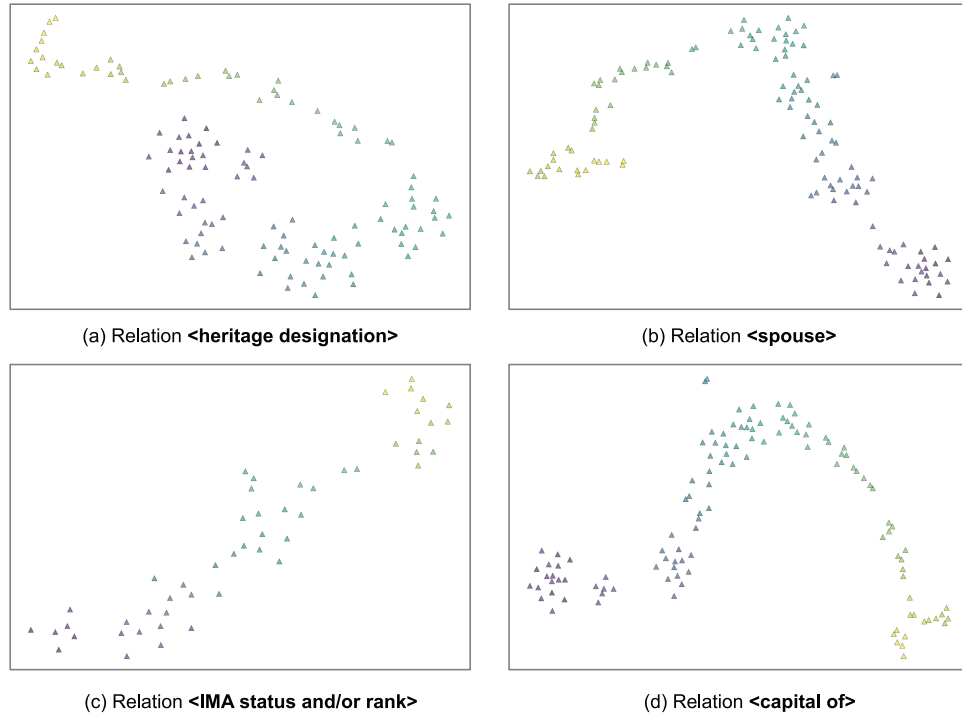 (a) Relation <heritage designation>
(b) Relation <spouse>
(c) Relation <IMA status and/or rank>
(d) Relation <capital of>